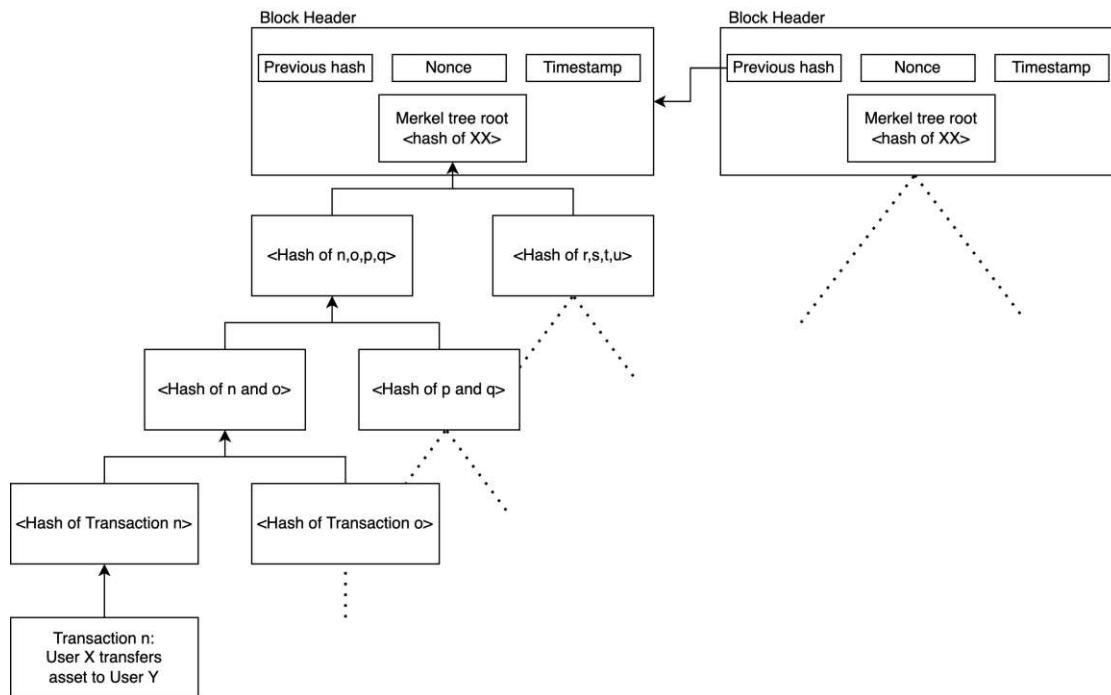 Block Header
Previous hash
Nonce
Timestamp
Merkel tree root
<hash of XX>
Block Header
Previous hash
Nonce
Timestamp
Merkel tree root
<hash of XX>
<Hash of n,o,p,q>
<Hash of r,s,t,u>
<Hash of n and o>
<Hash of p and q>
<Hash of Transaction n>
<Hash of Transaction o>
Transaction n:
User X transfers
asset to User Y